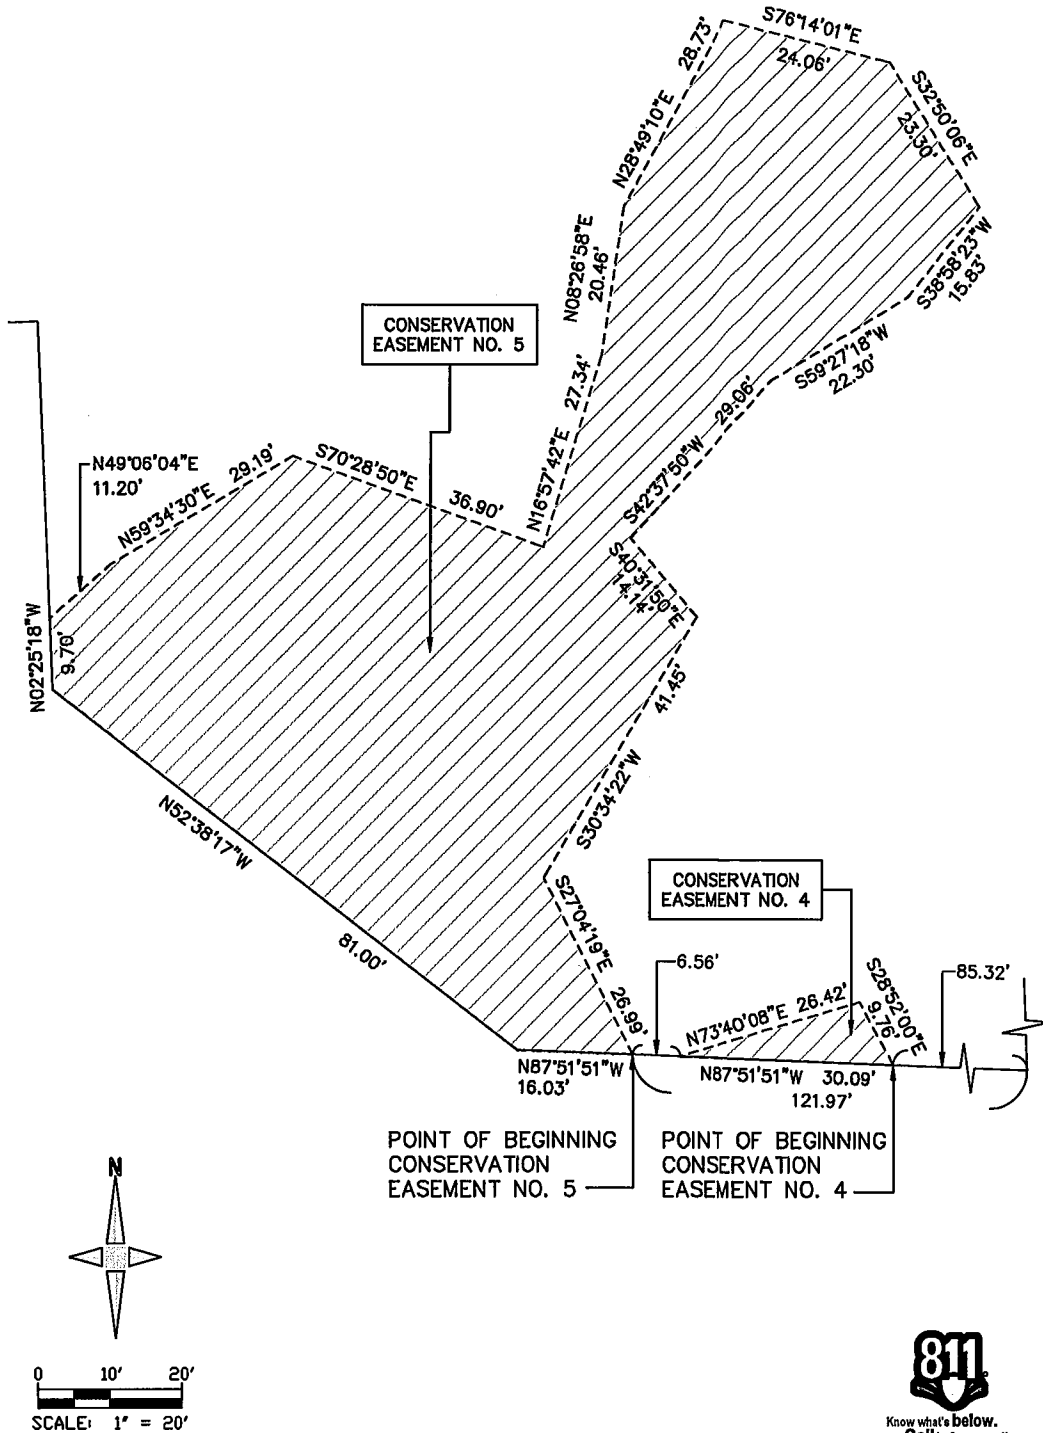 S76°14'01"E
24.06'
28.73'
N28°49'10"E
S32°50'06"E
23.30'
N08°26'58"E
20.46'
S38°58'23"W
15.83'
CONSERVATION
EASEMENT NO. 5
S59°27'18"W
22.30'
27.34'
N16°57'42"E
29.06'
S42°37'50"W
N49°06'04"E
11.20'
29.19'
N59°34'30"E
S70°28'50"E
36.90'
S40°31'50"E
14.14'
N02°25'18"W
9.70'
41.45'
S30°34'22"W
N52°38'17"W
81.00'
S27°04'19"E
26.99'
CONSERVATION
EASEMENT NO. 4
6.56'
S28°52'00"E
9.76'
85.32'
N73°40'08"E 26.42'
N87°51'51"W
16.03'
N87°51'51"W 30.09'
121.97'
POINT OF BEGINNING
CONSERVATION
EASEMENT NO. 5
POINT OF BEGINNING
CONSERVATION
EASEMENT NO. 4
N
0 10' 20'
SCALE: 1" = 20'
811
Know what's below.